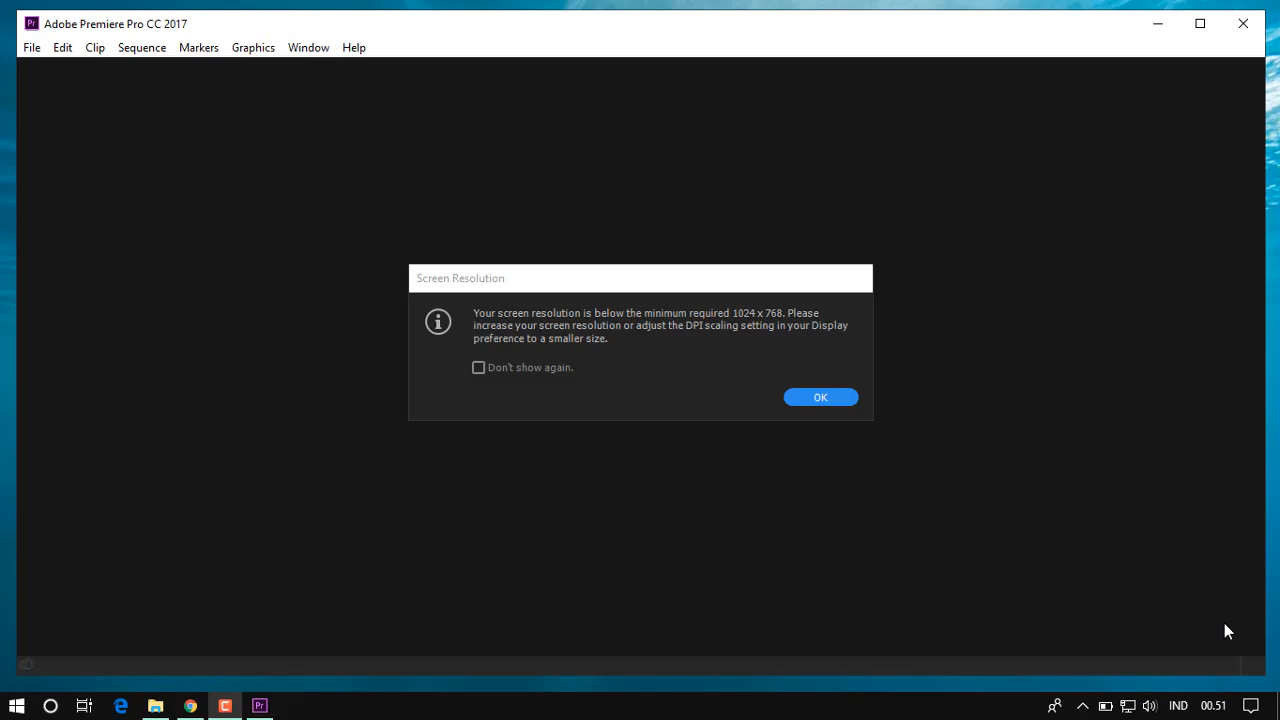 Pr Adobe Premiere Pro CC 2017
File Edit Clip Sequence Markers Graphics Window Help
Screen Resolution
Your screen resolution is below the minimum required 1024 x 768. Please
increase your screen resolution or adjust the DPI scaling setting in your Display
preference to a smaller size.
Don't show again.
OK
Pr IND 00.51